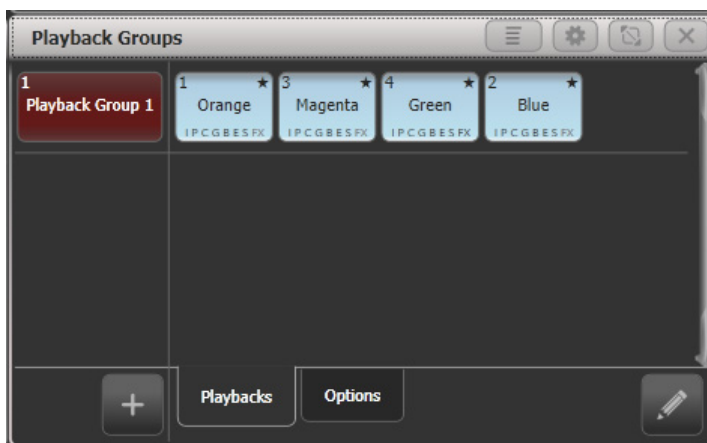 Playback Groups
1
Playback Group 1
1 ★
Orange
IPCGBESFX
3 ★
Magenta
IPCGBESFX
4 ★
Green
IPCGBESFX
2 ★
Blue
IPCGBESFX
Playbacks
Options